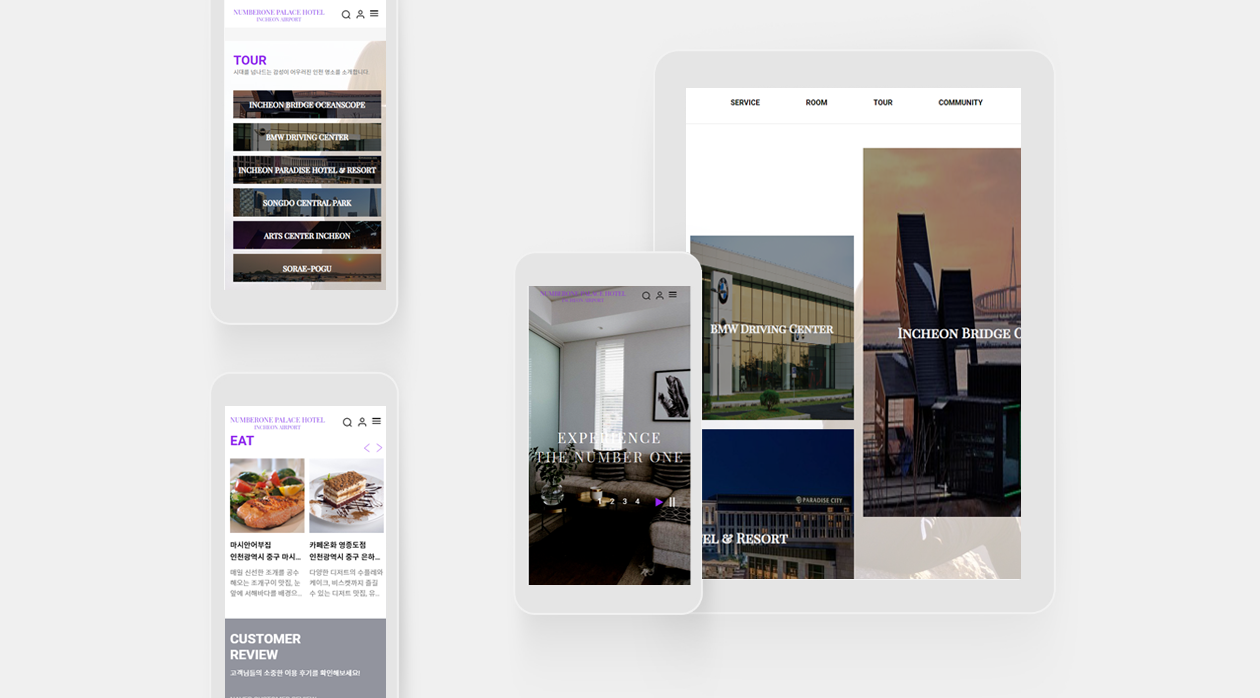 NUMBERONE PALACE HOTEL
INCHEON AIRPORT
TOUR
시대를 넘나드는 감성이 어우러진 인천 명소를 소개합니다
INCHEON BRIDGE OCEANSCOPE
BMW DRIVING CENTER
INCHEON PARADISE HOTEL & RESORT
SONGDO CENTRAL PARK
ARTS CENTER INCHEON
SORAE-POGU
NUMBERONE PALACE HOTEL
INCHEON AIRPORT
EAT
마시안어부집
인천광역시 중구 마시...
매일 신선한 조개를 공수
해오는 조개구이 맛집, 눈
앞에 서해바다를 배경으...
카페온화 영종도점
인천광역시 중구 은하...
다양한 디저트의 수플레와
케이크, 비스켓까지 즐길
수 있는 디저트 맛집, 유...
CUSTOMER
REVIEW
고객님들의 소중한 이용 후기를 확인해보세요!
NUMBERONE PALACE HOTEL
INCHEON AIRPORT
EXPERIENCE
THE NUMBER ONE
1 2 3 4
SERVICE ROOM TOUR COMMUNITY
BMW DRIVING CENTER
INCHEON BRIDGE O
PARADISE CITY
EL & RESORT